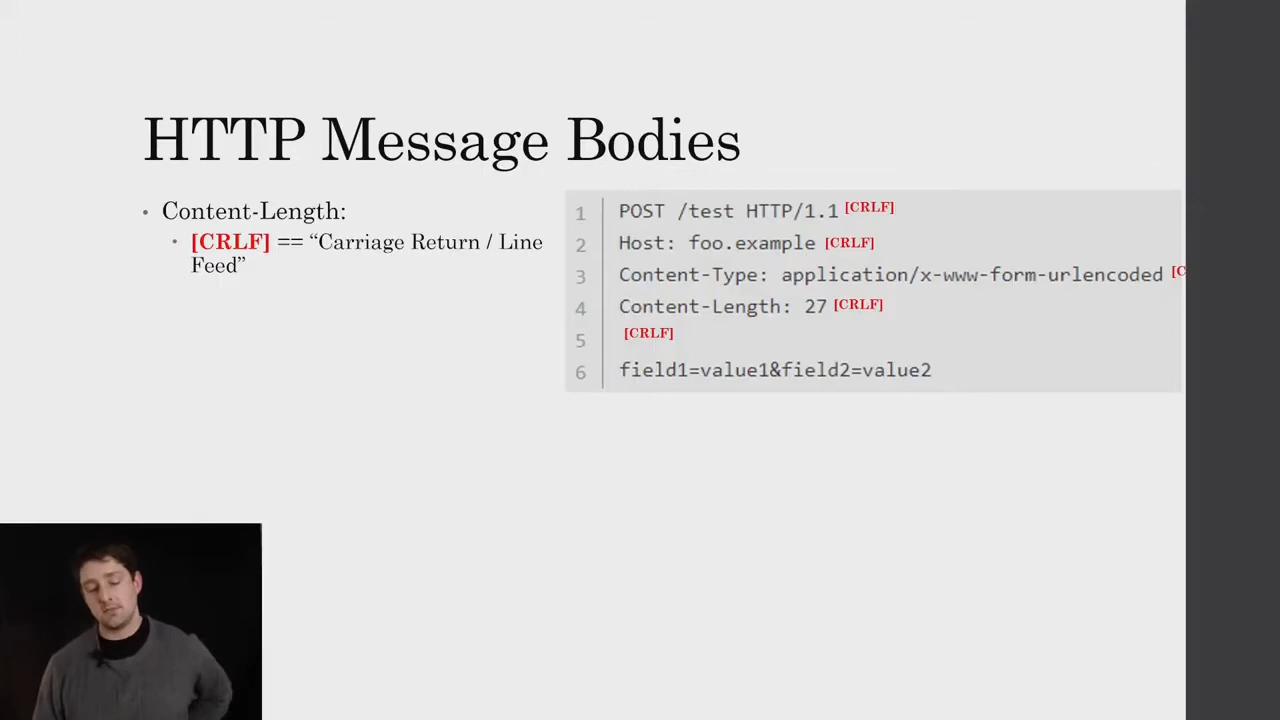 HTTP Message Bodies
• Content-Length:
• [CRLF] == “Carriage Return / Line
Feed”
1 POST /test HTTP/1.1 [CRLF]
2 Host: foo.example [CRLF]
3 Content-Type: application/x-www-form-urlencoded [C
4 Content-Length: 27 [CRLF]
5 [CRLF]
6 field1=value1&field2=value2